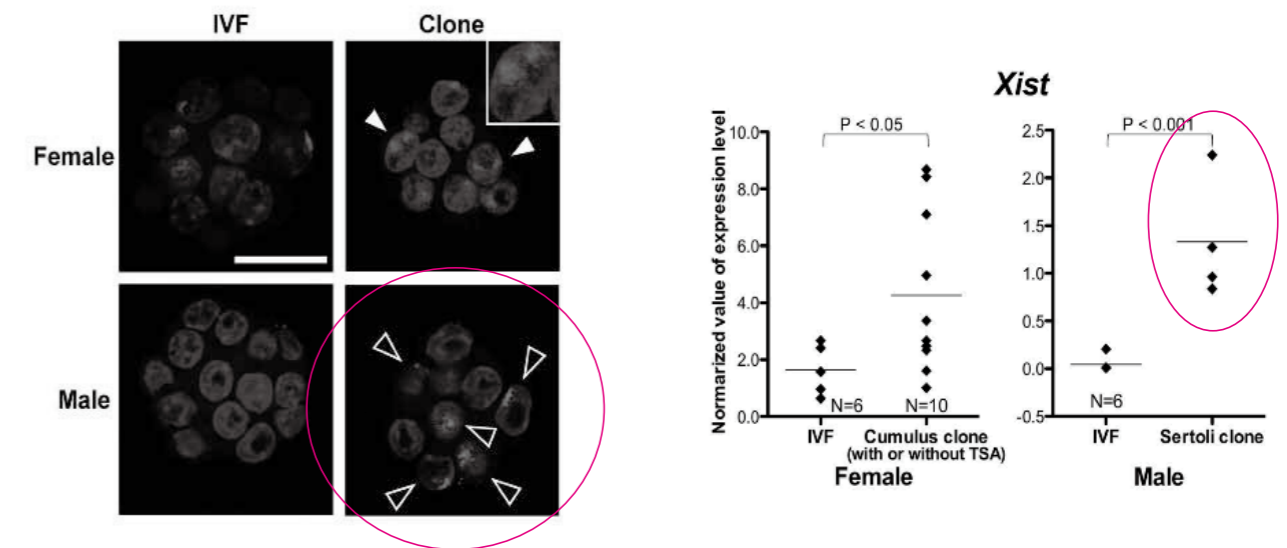 IVF
Clone
Female
Male
Xist
Normarized value of expression level
P < 0.05
10.0
8.0
6.0
4.0
2.0
0.0
N=6
N=10
IVF
Cumulus clone
(with or without TSA)
Female
P < 0.001
2.5
2.0
1.5
1.0
0.5
0.0
-0.5
N=6
IVF
Sertoli clone
Male